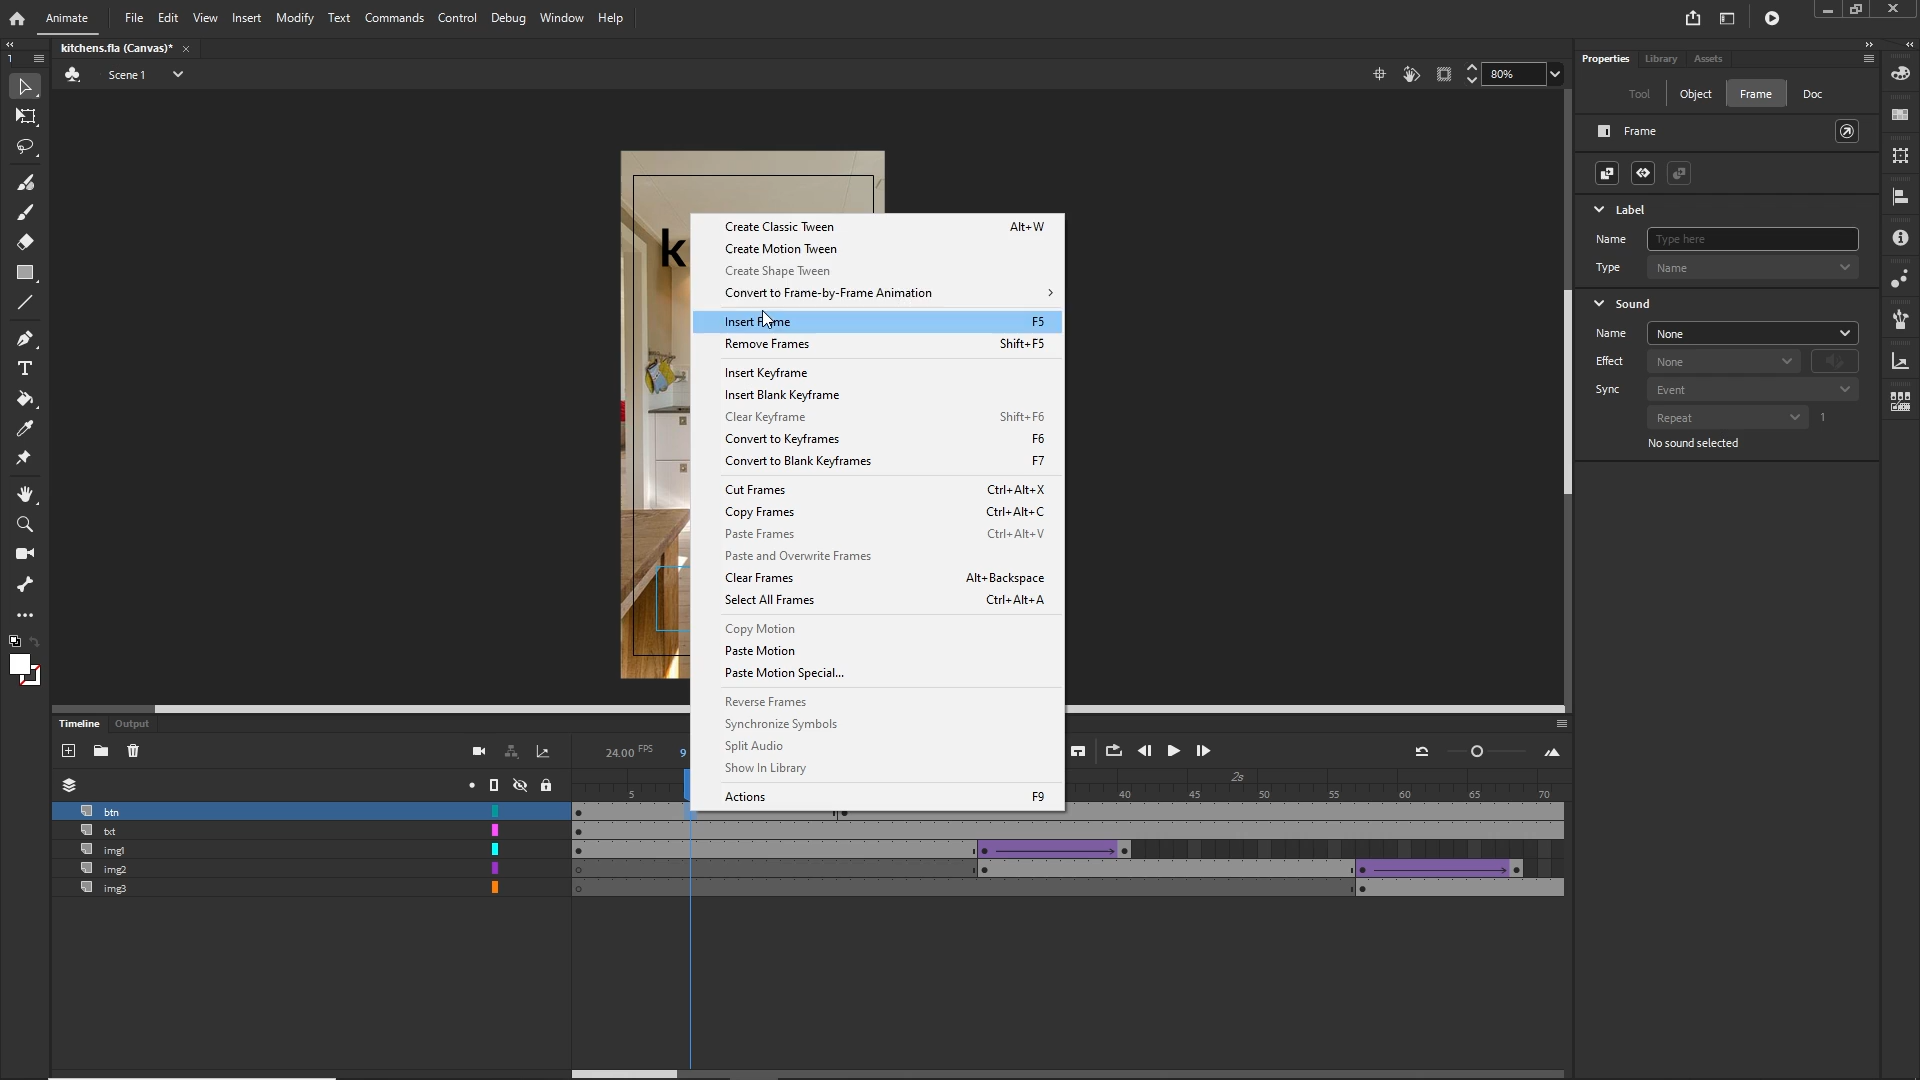 Animate
File Edit View Insert Modify Text Commands Control Debug Window Help
kitchens.fla (Canvas)*
Scene 1
80%
Properties Library Assets
Tool Object Frame Doc
Frame
Label
Name Type here
Type Name
Sound
Name None
Effect None
Sync Event
Repeat 1
No sound selected
k
Create Classic Tween Alt+W
Create Motion Tween
Create Shape Tween
Convert to Frame-by-Frame Animation
Insert Frame F5
Remove Frames Shift+F5
Insert Keyframe
Insert Blank Keyframe
Clear Keyframe Shift+F6
Convert to Keyframes F6
Convert to Blank Keyframes F7
Cut Frames Ctrl+Alt+X
Copy Frames Ctrl+Alt+C
Paste Frames Ctrl+Alt+V
Paste and Overwrite Frames
Clear Frames Alt+Backspace
Select All Frames Ctrl+Alt+A
Copy Motion
Paste Motion
Paste Motion Special...
Reverse Frames
Synchronize Symbols
Split Audio
Show In Library
Actions F9
Timeline Output
24.00 FPS 9
2s
5 40 45 50 55 60 65 70
btn
txt
img1
img2
img3